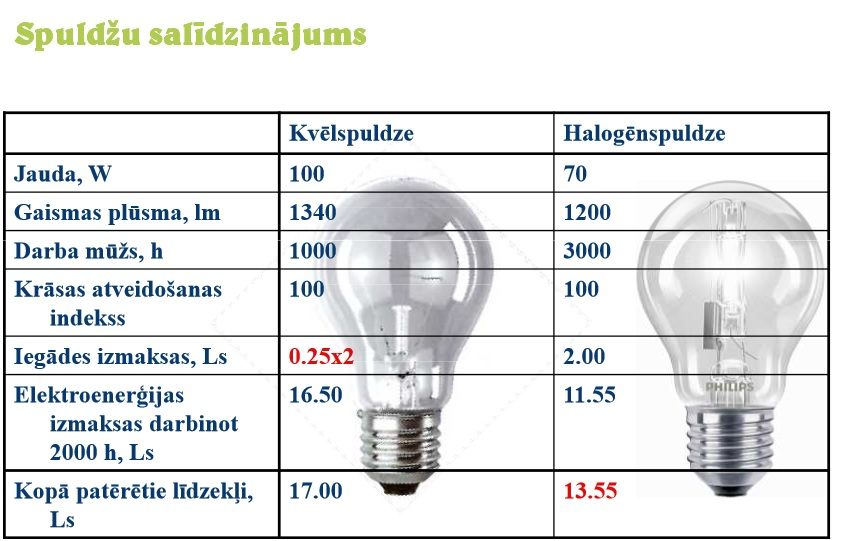 Spuldžu salīdzinājums
Kvēlspuldze Halogēnspuldze
Jauda, W 100 70
Gaismas plūsma, lm 1340 1200
Darba mūžs, h 1000 3000
Krāsas atveidošanas 100 100
indekss
Iegādes izmaksas, Ls 0.25x2 2.00
Elektroenerģijas 16.50 11.55
izmaksas darbinot
2000 h, Ls
Kopā patērētie līdzekļi, 17.00 13.55
Ls
PHILIPS